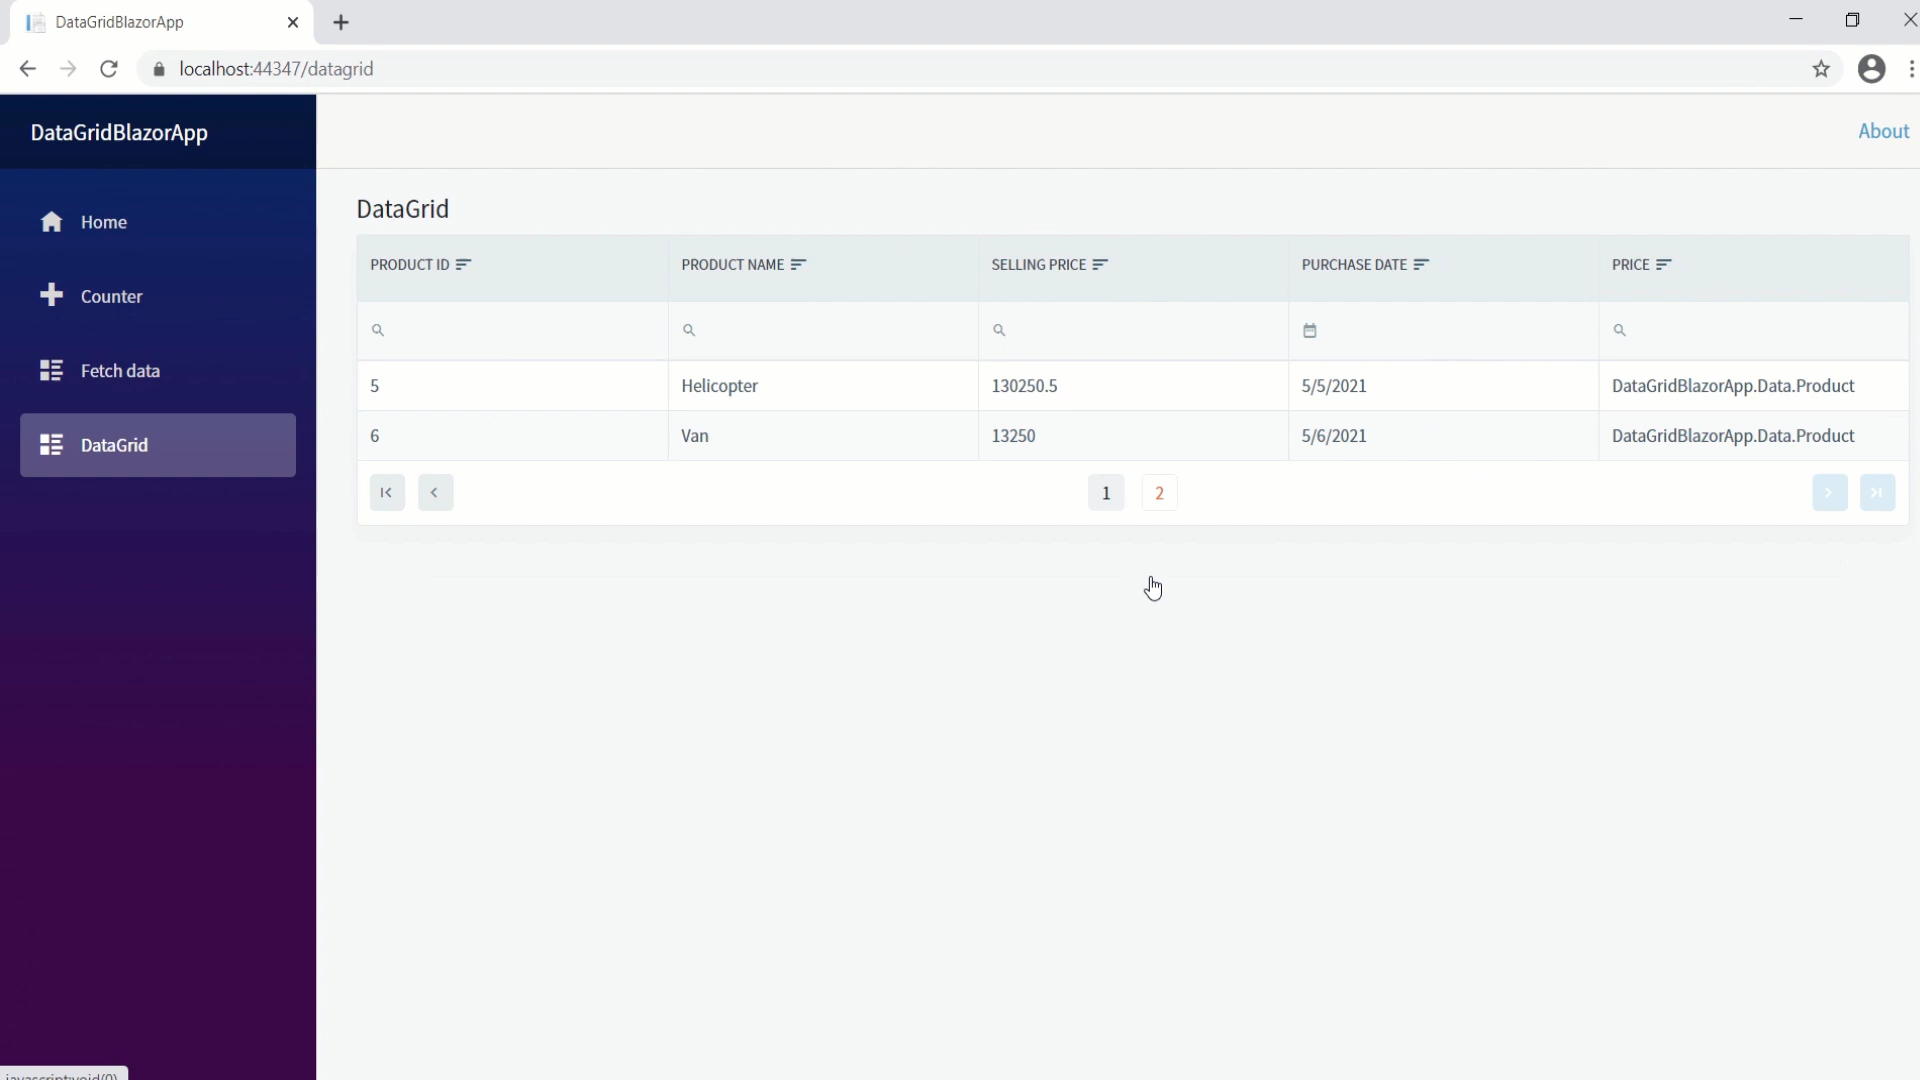 DataGridBlazorApp
localhost:44347/datagrid
DataGridBlazorApp
About
Home
Counter
Fetch data
DataGrid
DataGrid
PRODUCT ID PRODUCT NAME SELLING PRICE PURCHASE DATE PRICE
5 Helicopter 130250.5 5/5/2021 DataGridBlazorApp.Data.Product
6 Van 13250 5/6/2021 DataGridBlazorApp.Data.Product
1 2
javascript:void(0)